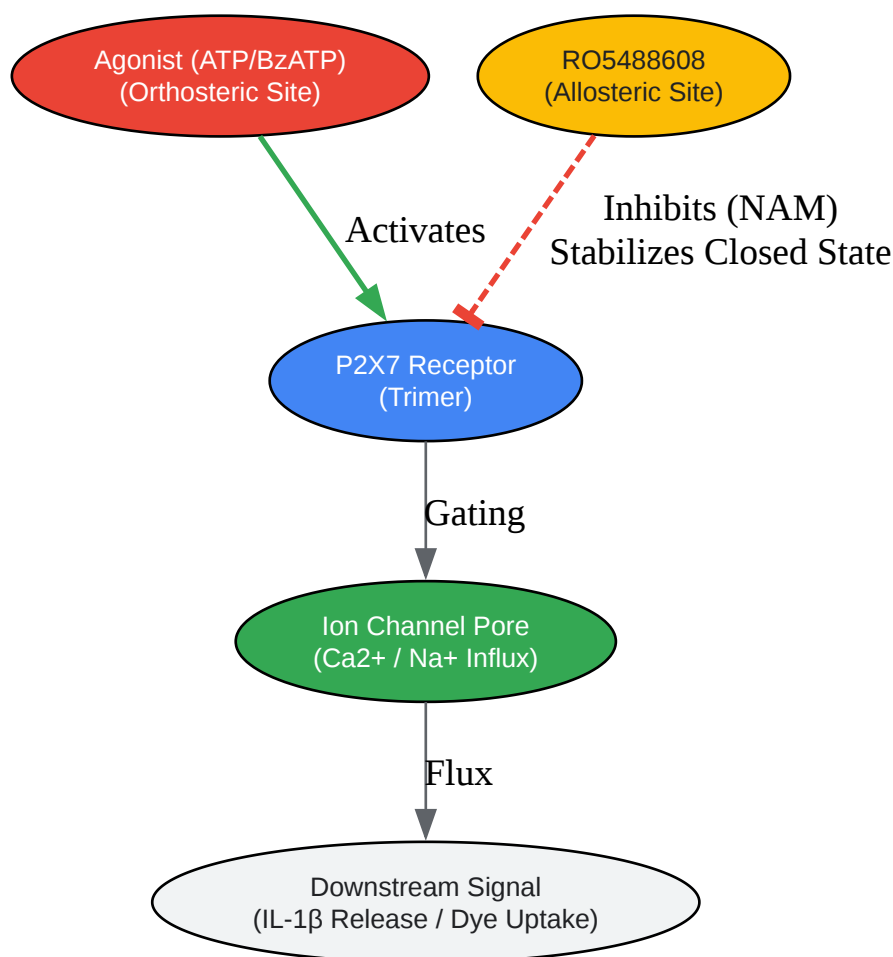 Agonist (ATP/BzATP)
(Orthosteric Site)
RO5488608
(Allosteric Site)
Activates
Inhibits (NAM)
Stabilizes Closed State
P2X7 Receptor
(Trimer)
Gating
Ion Channel Pore
(Ca2+ / Na+ Influx)
Flux
Downstream Signal
(IL-1β Release / Dye Uptake)